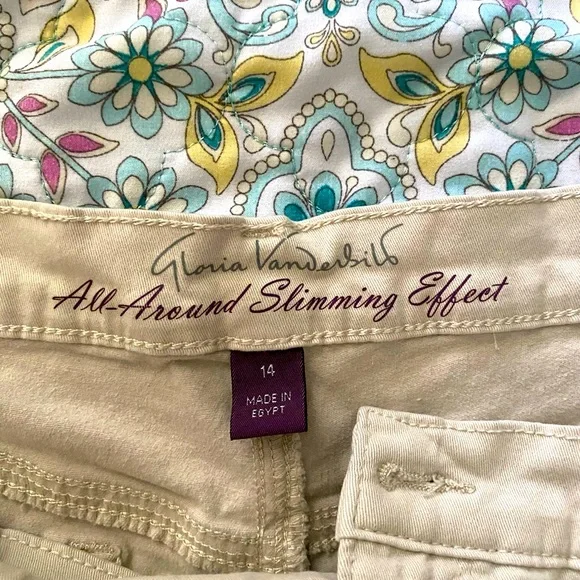 Gloria Vanderbilt
All-Around Slimming Effect
14
MADE IN
EGYPT